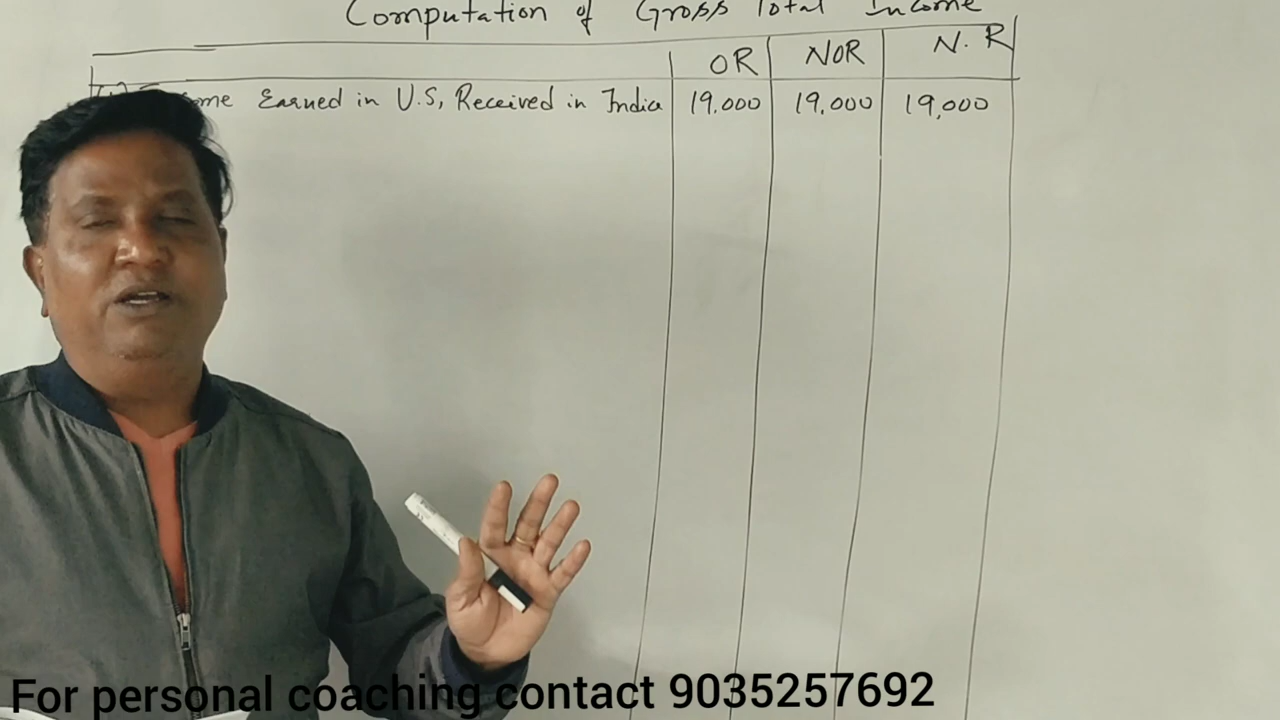 Computation of Gross Total Income
OR NOR N.R
Earned in U.S, Received in India 19,000 19,000 19,000
For personal coaching contact 9035257692